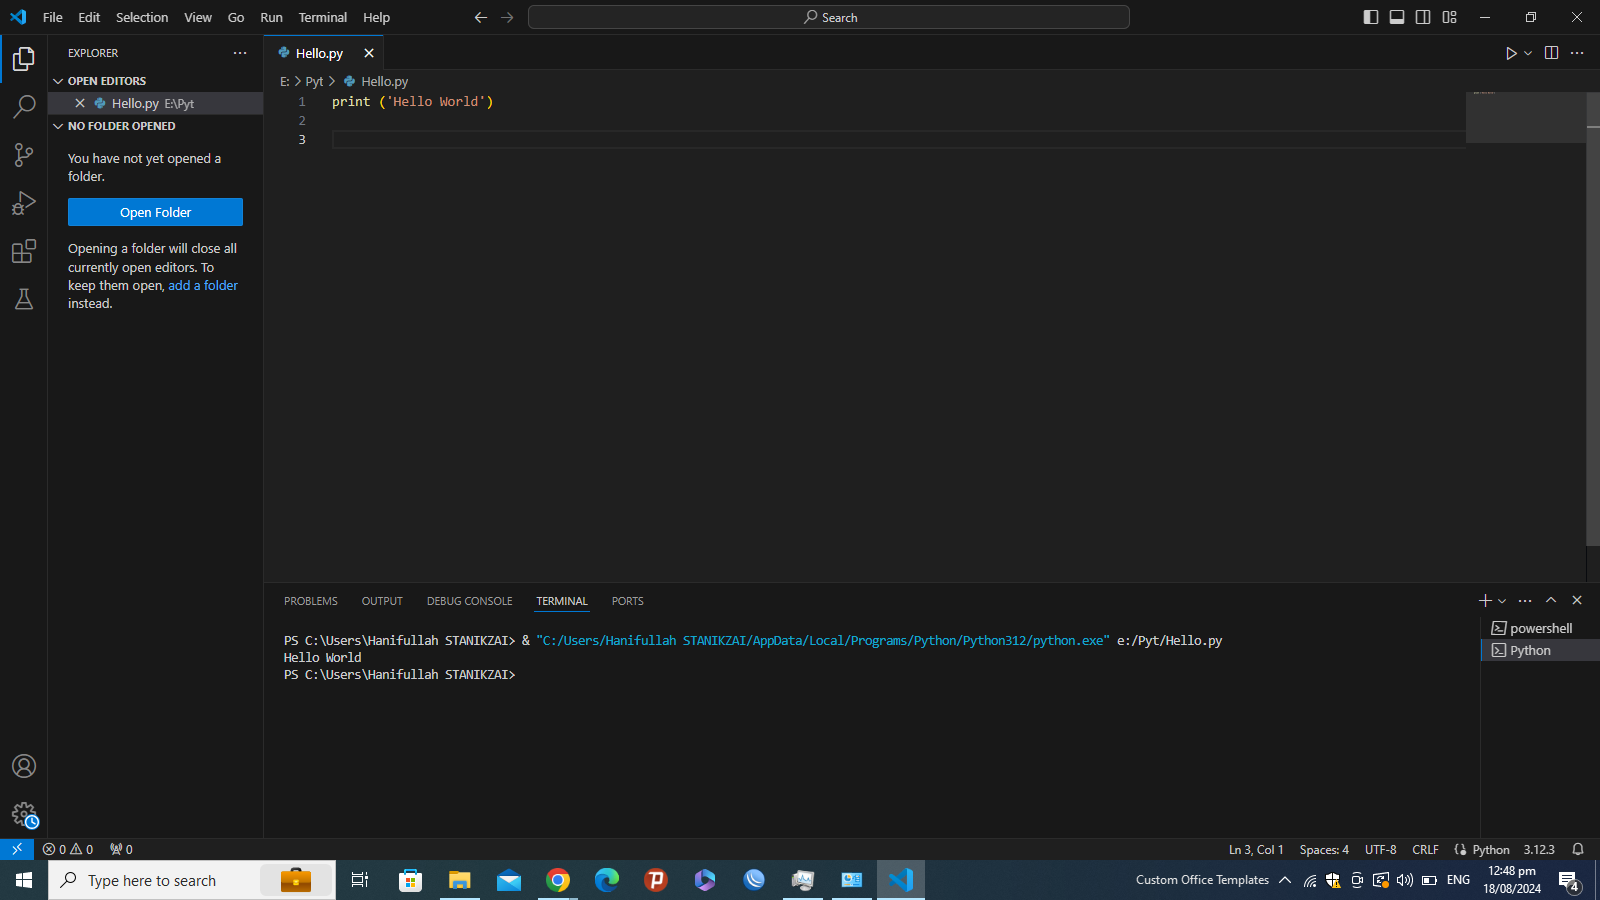 File Edit Selection View Go Run Terminal Help
Search
EXPLORER
OPEN EDITORS
Hello.py E:\Pyt
NO FOLDER OPENED
You have not yet opened a
folder.
Open Folder
Opening a folder will close all
currently open editors. To
keep them open, add a folder
instead.
Hello.py
E: > Pyt > Hello.py
1 print ('Hello World')
2
3
PROBLEMS OUTPUT DEBUG CONSOLE TERMINAL PORTS
PS C:\Users\Hanifullah STANIKZAI> & "C:/Users/Hanifullah STANIKZAI/AppData/Local/Programs/Python/Python312/python.exe" e:/Pyt/Hello.py
Hello World
PS C:\Users\Hanifullah STANIKZAI>
powershell
Python
0 0 0
Ln 3, Col 1 Spaces: 4 UTF-8 CRLF Python 3.12.3
Type here to search
Custom Office Templates
ENG
12:48 pm
18/08/2024
4